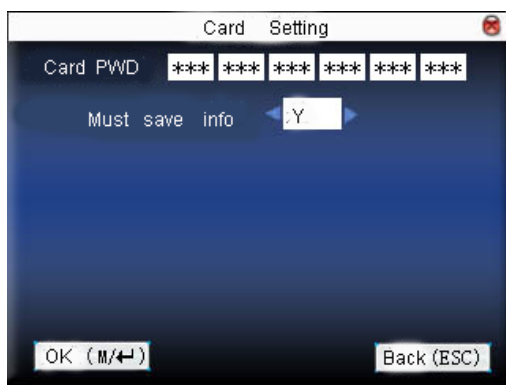 Card Setting
Card PWD *** *** *** *** *** ***
Must save info Y
OK (M/↵)
Back (ESC)